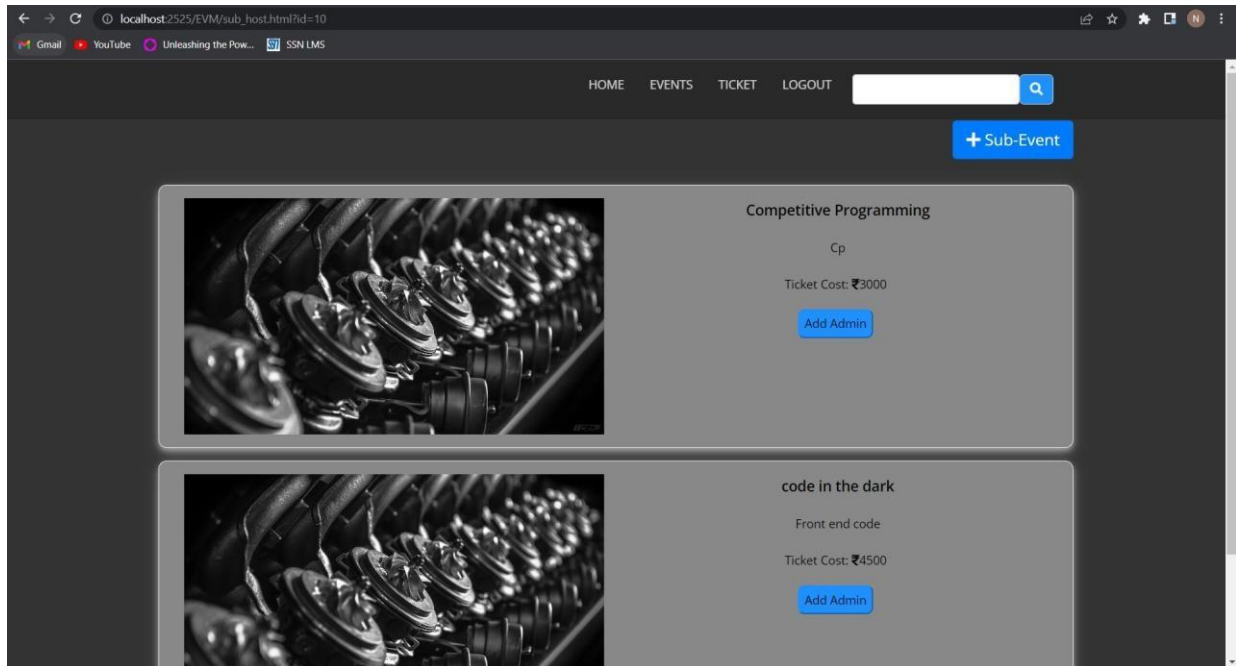 localhost:2525/EVM/sub_host.html?id=10
N
Gmail YouTube Unleashing the Pow... SSN LMS
HOME EVENTS TICKET LOGOUT
Sub-Event
Competitive Programming
Cp
Ticket Cost: ₹3000
Add Admin
code in the dark
Front end code
Ticket Cost: ₹4500
Add Admin